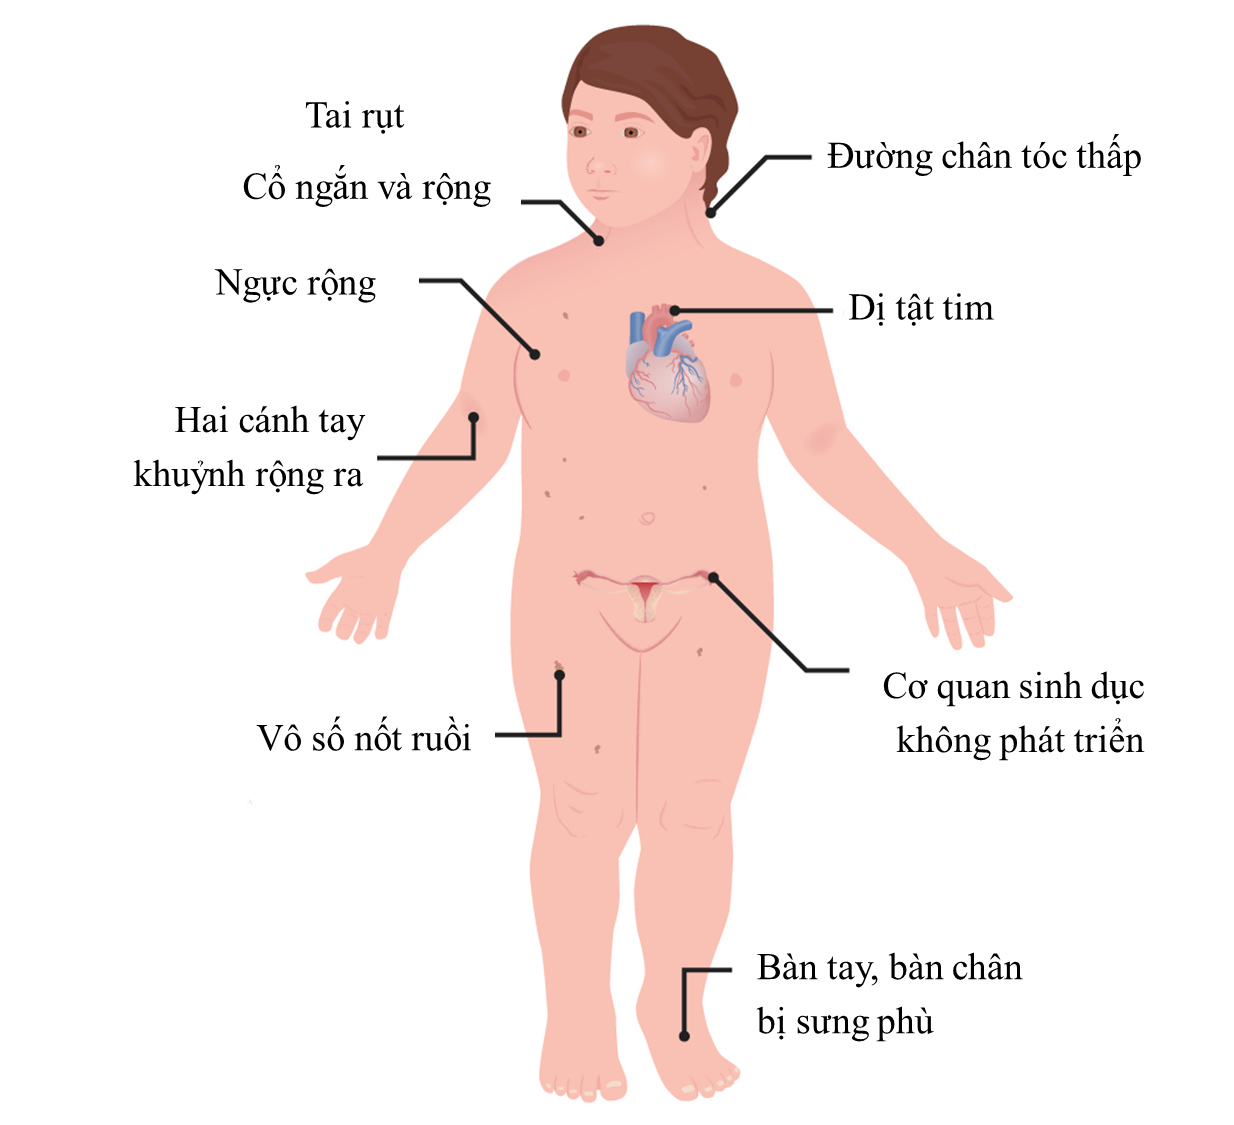 Tai rụt
Cổ ngắn và rộng
Đường chân tóc thấp
Ngực rộng
Dị tật tim
Hai cánh tay
khuỷnh rộng ra
Cơ quan sinh dục
không phát triển
Vô số nốt ruồi
Bàn tay, bàn chân
bị sưng phù